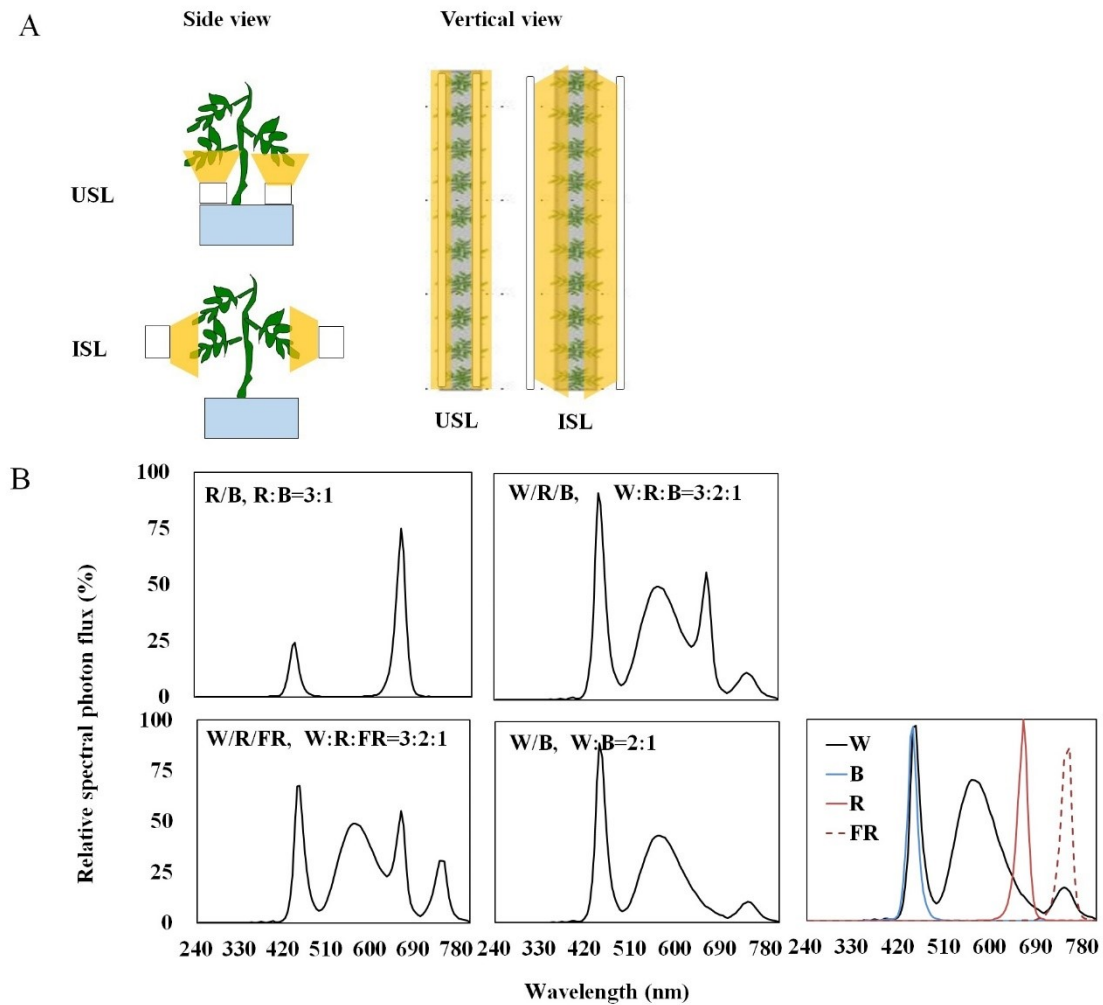 A
Side view
Vertical view
USL
ISL
USL
ISL
B
Relative spectral photon flux (%)
100
75
50
25
0
R/B, R:B=3:1
W/R/B, W:R:B=3:2:1
100
75
50
25
0
W/R/FR, W:R:FR=3:2:1
W/B, W:B=2:1
W
B
R
FR
240 330 420 510 600 690 780
240 330 420 510 600 690 780
240 330 420 510 600 690 780
Wavelength (nm)